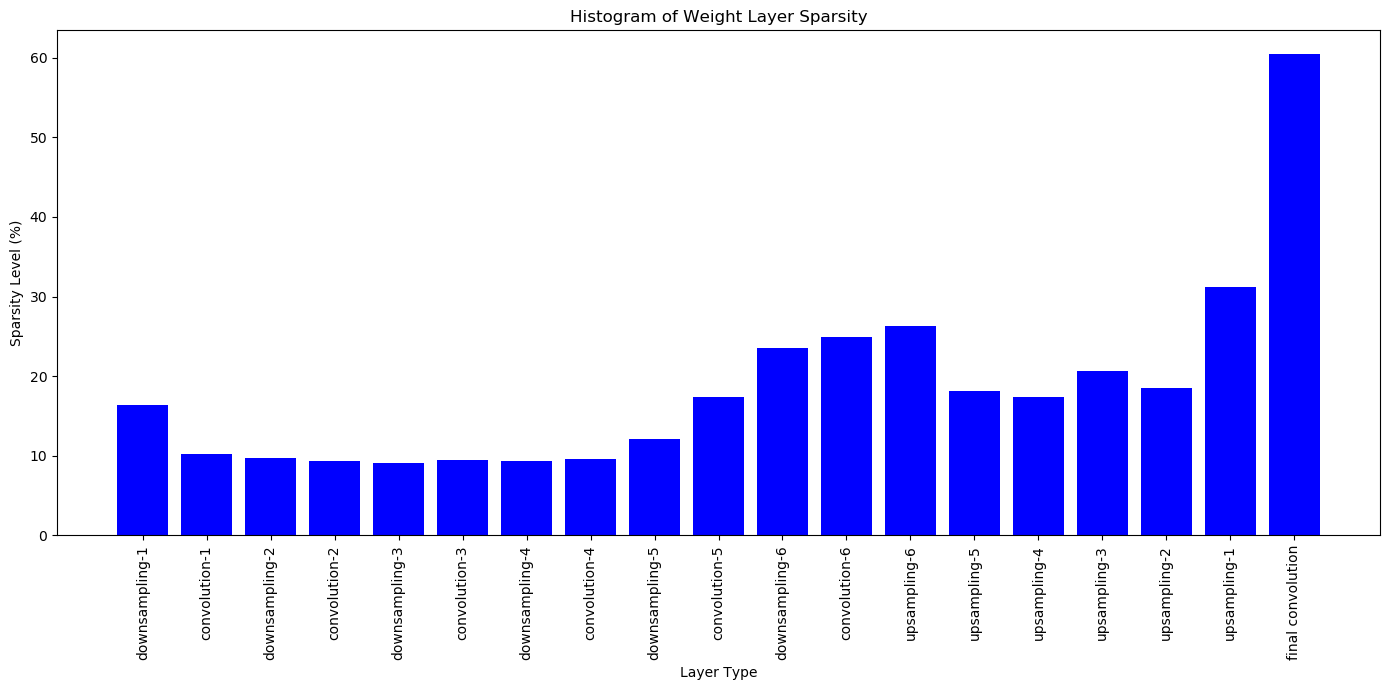 Histogram of Weight Layer Sparsity
Sparsity Level (%)
60
50
40
30
20
10
0
downsampling-1
convolution-1
downsampling-2
convolution-2
downsampling-3
convolution-3
downsampling-4
convolution-4
downsampling-5
convolution-5
downsampling-6
convolution-6
upsampling-6
upsampling-5
upsampling-4
upsampling-3
upsampling-2
upsampling-1
final convolution
Layer Type